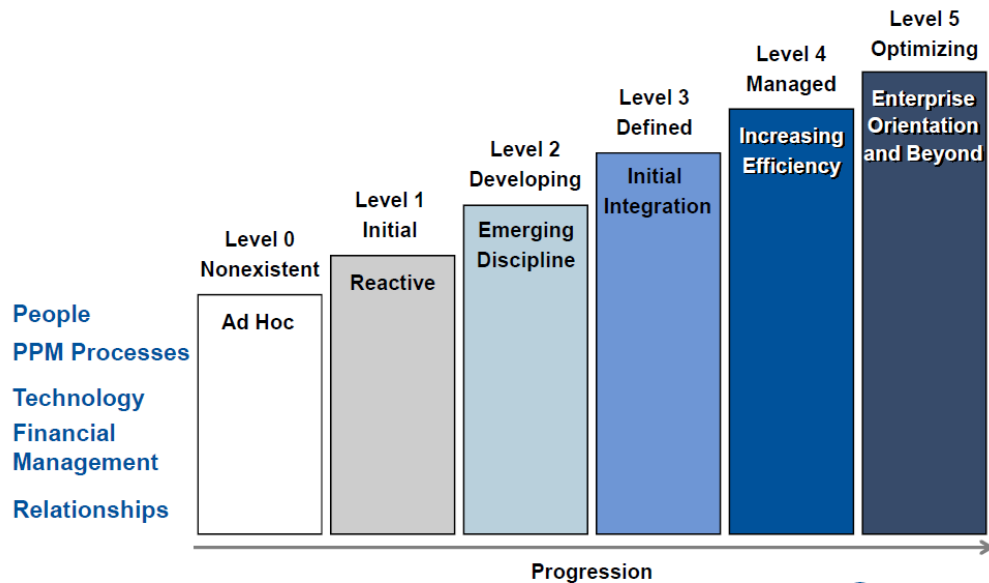 Level 5
Optimizing
Level 4
Managed
Level 3
Defined
Level 2
Developing
Level 1
Initial
Level 0
Nonexistent
Enterprise
Orientation
and Beyond
Increasing
Efficiency
Initial
Integration
Emerging
Discipline
Reactive
Ad Hoc
People
PPM Processes
Technology
Financial
Management
Relationships
Progression